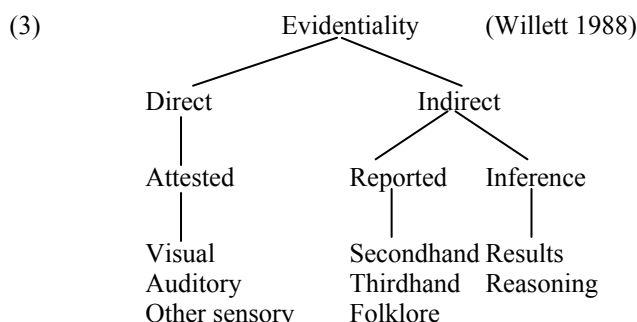 (3) Evidentiality (Willett 1988)
Direct Indirect
Attested Reported Inference
Visual Secondhand Results
Auditory Thirdhand Reasoning
Other sensory Folklore